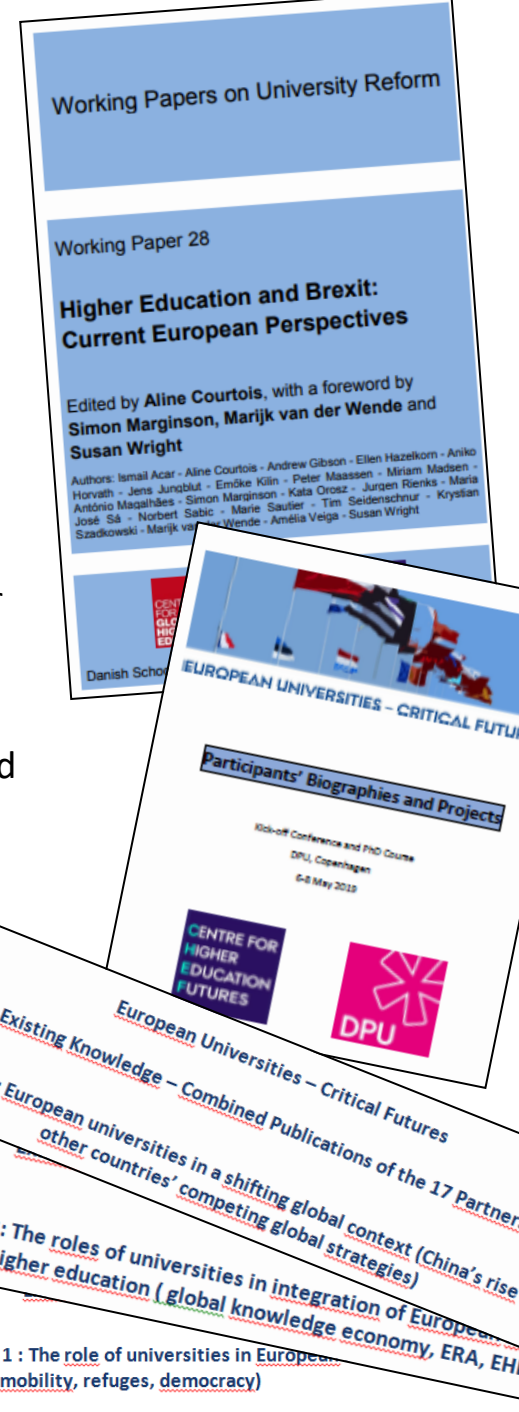 Working Papers on University Reform
Working Paper 28
Higher Education and Brexit:
Current European Perspectives
Edited by Aline Courtois, with a foreword by
Simon Marginson, Marijk van der Wende and
Susan Wright
Authors: Ismail Acar - Aline Courtois - Andrew Gibson - Ellen Hazelkorn - Aniko
Horvath - Jens Jungblut - Emőke Kilin - Peter Maassen - Miriam Madsen -
António Magalhães - Simon Marginson - Kata Orosz - Jurgen Rienks - Maria
José Sá - Norbert Sabic - Marie Sautier - Tim Seidenschnur - Krystian
Szadkowski - Marijk van der Wende - Amélia Veiga - Susan Wright
CENT
FOR
GLO
HIG
ED
Danish Schoo
d
EUROPEAN UNIVERSITIES – CRITICAL FUTU
Participants' Biographies and Projects
Kick-off Conference and PhD Course
DPU, Copenhagen
6-8 May 2019
CENTRE FOR
HIGHER
EDUCATION
FUTURES
DPU
European Universities – Critical Futures
Existing Knowledge – Combined Publications of the 17 Partner
: European universities in a shifting global context (China's rise
other countries' competing global strategies)
: The roles of universities in integration of European
igher education ( global knowledge economy, ERA, EH
1 : The role of universities in European
mobility, refuges, democracy)